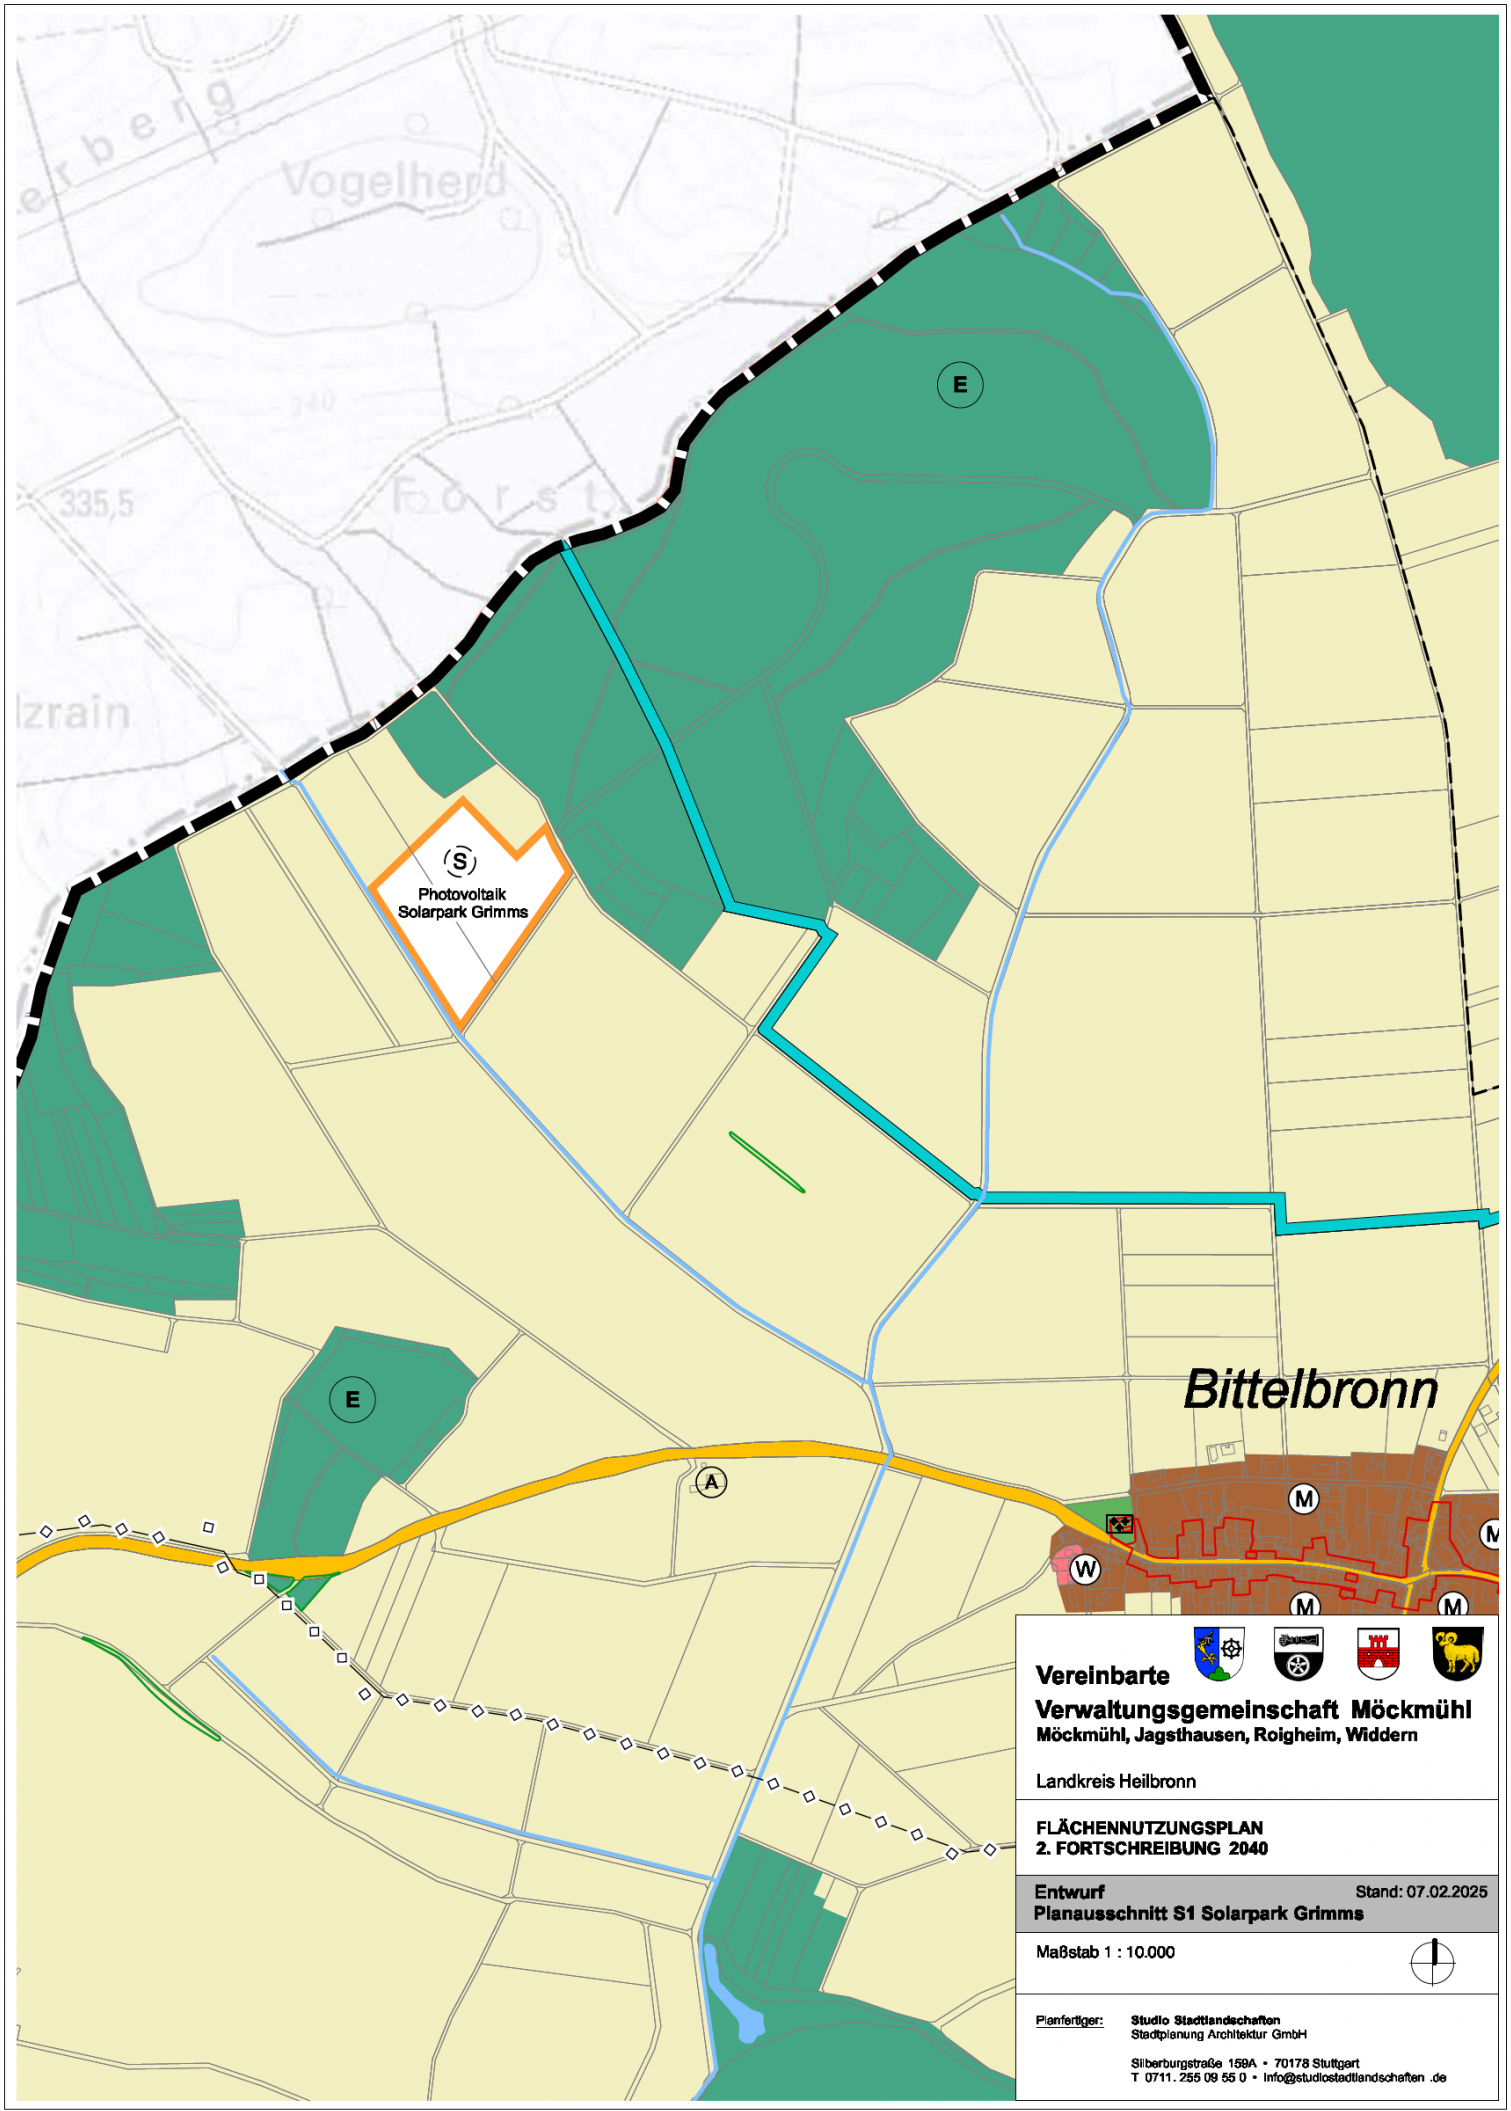 erberg
Vogelherd
340
335,5
Forst
lzrain
E
S
Photovoltaik
Solarpark Grimms
E
A
Bittelbronn
M
M
W
M
M
Vereinbarte
Verwaltungsgemeinschaft Möckmühl
Möckmühl, Jagsthausen, Roigheim, Widdern
Landkreis Heilbronn
FLÄCHENNUTZUNGSPLAN
2. FORTSCHREIBUNG 2040
Entwurf
Stand: 07.02.2025
Planausschnitt S1 Solarpark Grimms
Maßstab 1 : 10.000
Planfertiger:
Studio Stadtlandschaften
Stadtplanung Architektur GmbH
Silberburgstraße 159A • 70178 Stuttgart
T 0711. 255 09 55 0 • info@studiostadtlandschaften .de